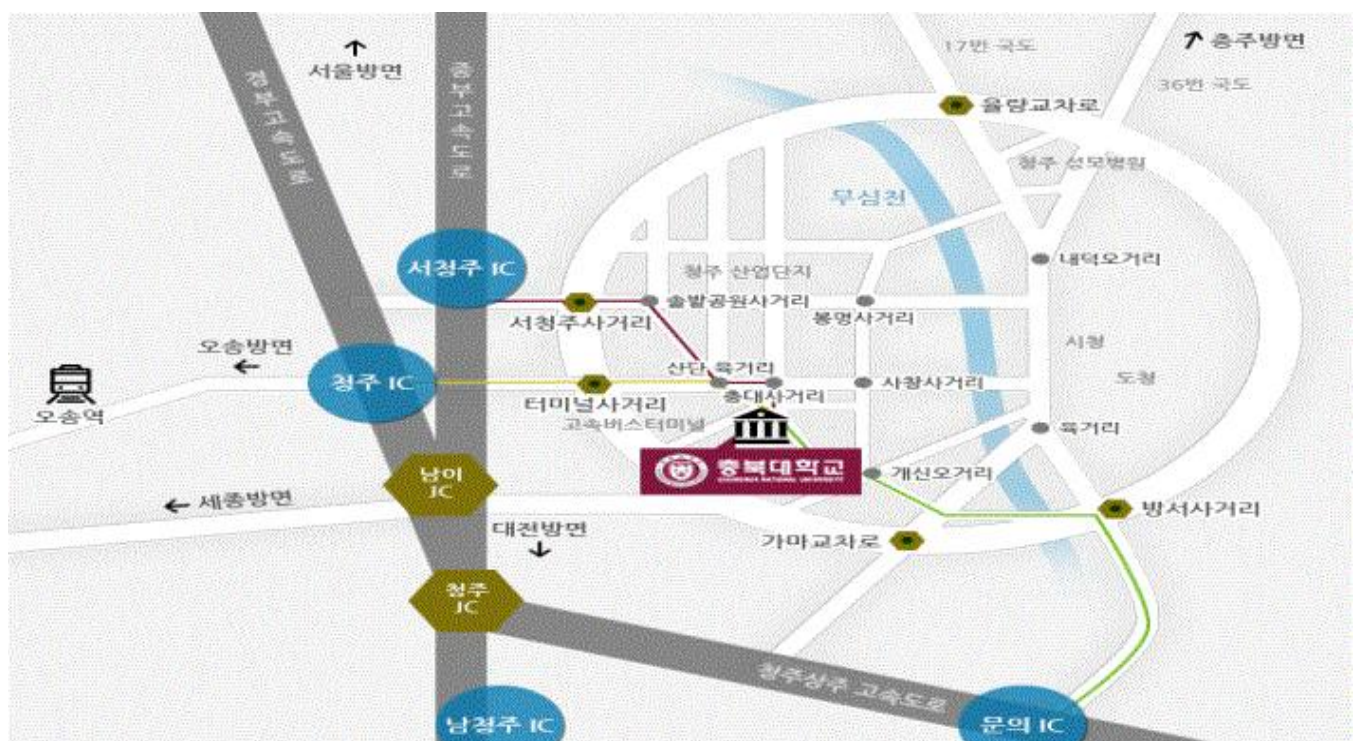 17번 국도
충주방면
서울방면
경부고속도로
중부고속도로
36번 국도
율량교차로
청주 성모병원
무심천
서청주 IC
청주 산업단지
내덕오거리
솔밭공원사거리
서청주사거리
봉명사거리
시청
오송방면
산단 육거리
도청
청주 IC
사창사거리
오송역
터미널사거리
충대사거리
고속버스터미널
육거리
충북대학교
CHUNGBUK NATIONAL UNIVERSITY
개신오거리
남이
JC
세종방면
방서사거리
대전방면
가마교차로
청주
JC
청주상주 고속도로
남청주 IC
문의 IC